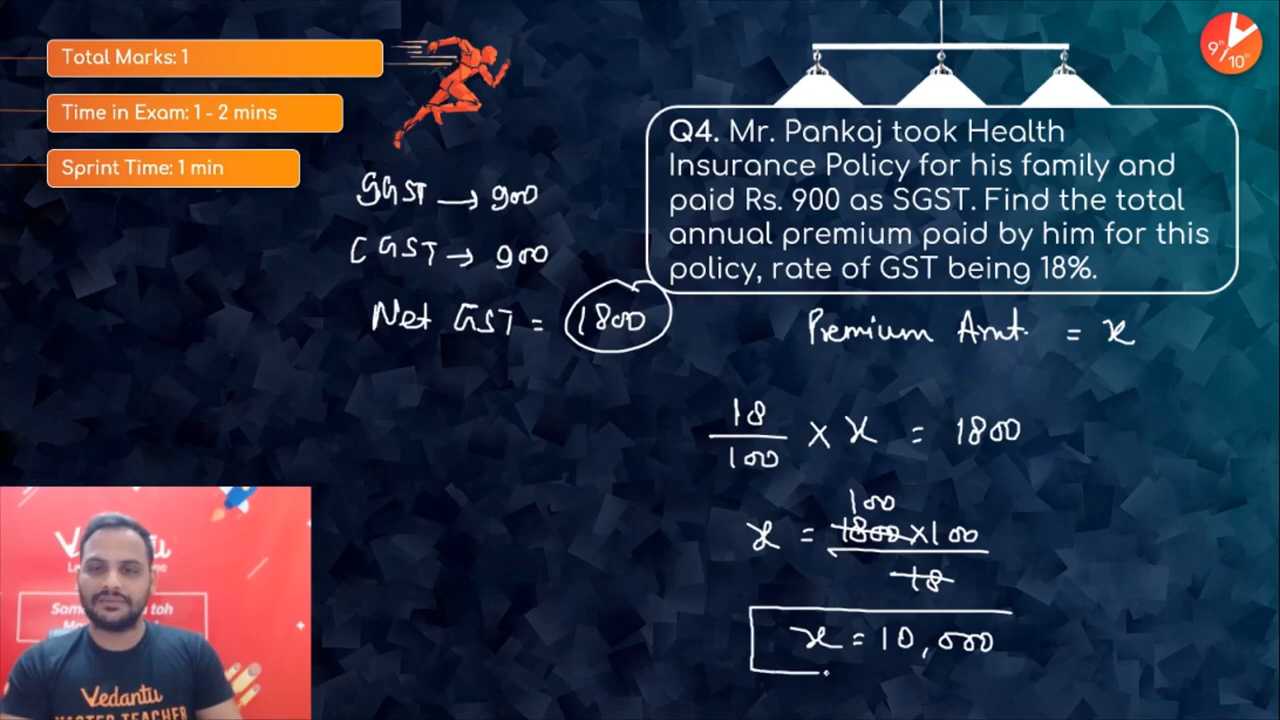 Total Marks: 1
Time in Exam: 1 - 2 mins
Sprint Time: 1 min
9th
10th
Q4. Mr. Pankaj took Health
Insurance Policy for his family and
paid Rs. 900 as SGST. Find the total
annual premium paid by him for this
policy, rate of GST being 18%.
SGST → 900
CGST → 900
Net GST = 1800
Premium Amt. = x
18
100 × x = 1800
100
x = 1800×100
18
x = 10,000
Vedantu
Vedantu
MASTER TEACHER